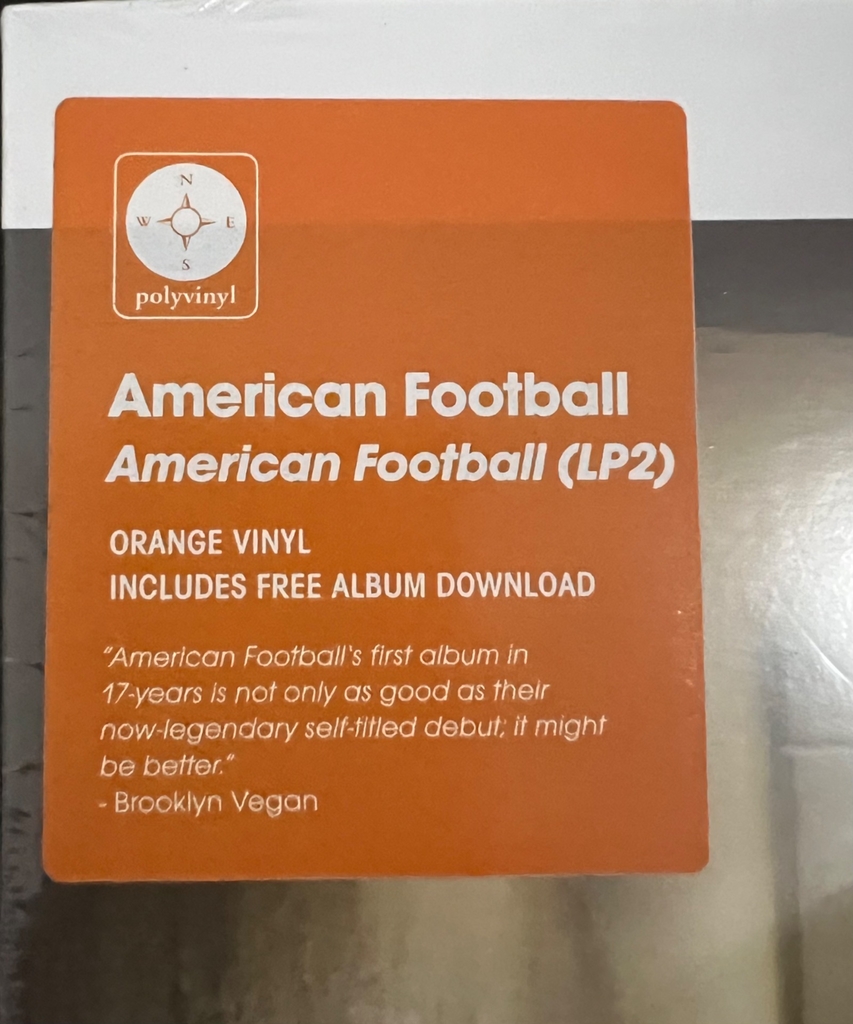 N
W E
S
polyvinyl
American Football
American Football (LP2)
ORANGE VINYL
INCLUDES FREE ALBUM DOWNLOAD
"American Football's first album in
17-years is not only as good as their
now-legendary self-titled debut; it might
be better."
- Brooklyn Vegan